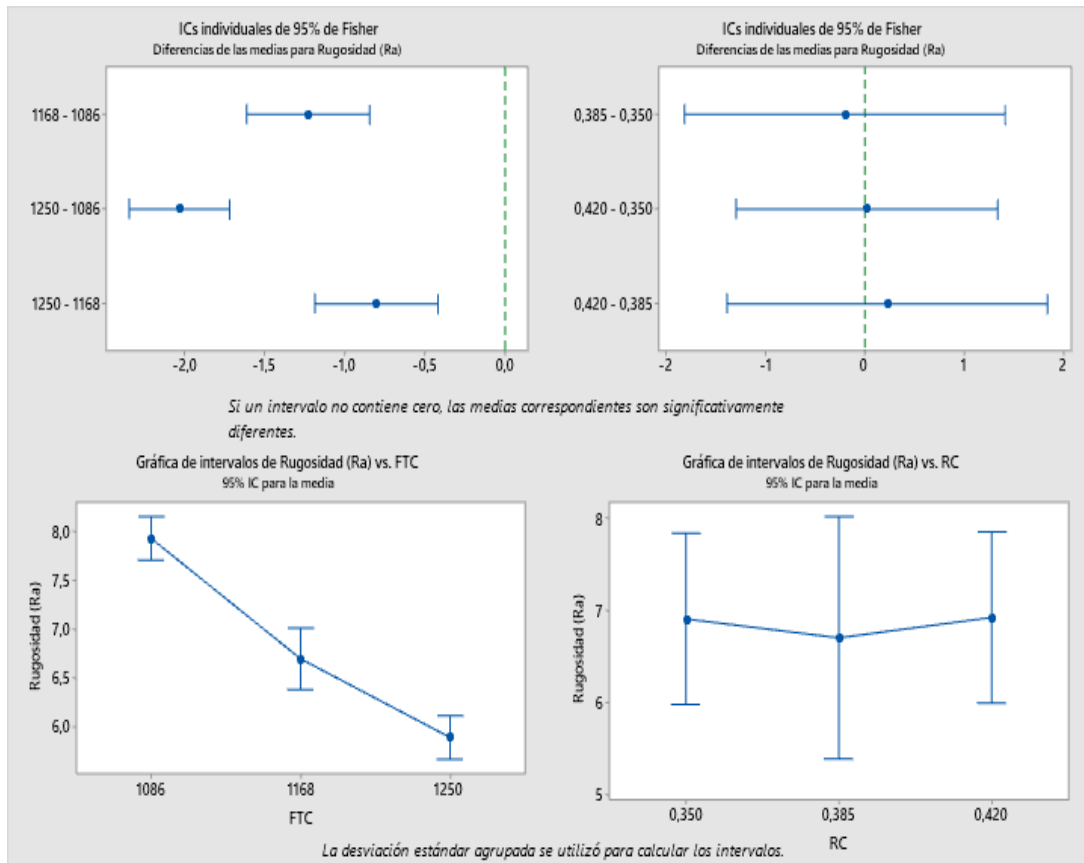 ICs individuales de 95% de Fisher
Diferencias de las medias para Rugosidad (Ra)
1168 - 1086
1250 - 1086
1250 - 1168
-2,0 -1,5 -1,0 -0,5 0,0
ICs individuales de 95% de Fisher
Diferencias de las medias para Rugosidad (Ra)
0,385 - 0,350
0,420 - 0,350
0,420 - 0,385
-2 -1 0 1 2
Si un intervalo no contiene cero, las medias correspondientes son significativamente
diferentes.
Gráfica de intervalos de Rugosidad (Ra) vs. FTC
95% IC para la media
Rugosidad (Ra)
8,0
7,5
7,0
6,5
6,0
1086 1168 1250
FTC
Gráfica de intervalos de Rugosidad (Ra) vs. RC
95% IC para la media
Rugosidad (Ra)
8
7
6
5
0,350 0,385 0,420
RC
La desviación estándar agrupada se utilizó para calcular los intervalos.